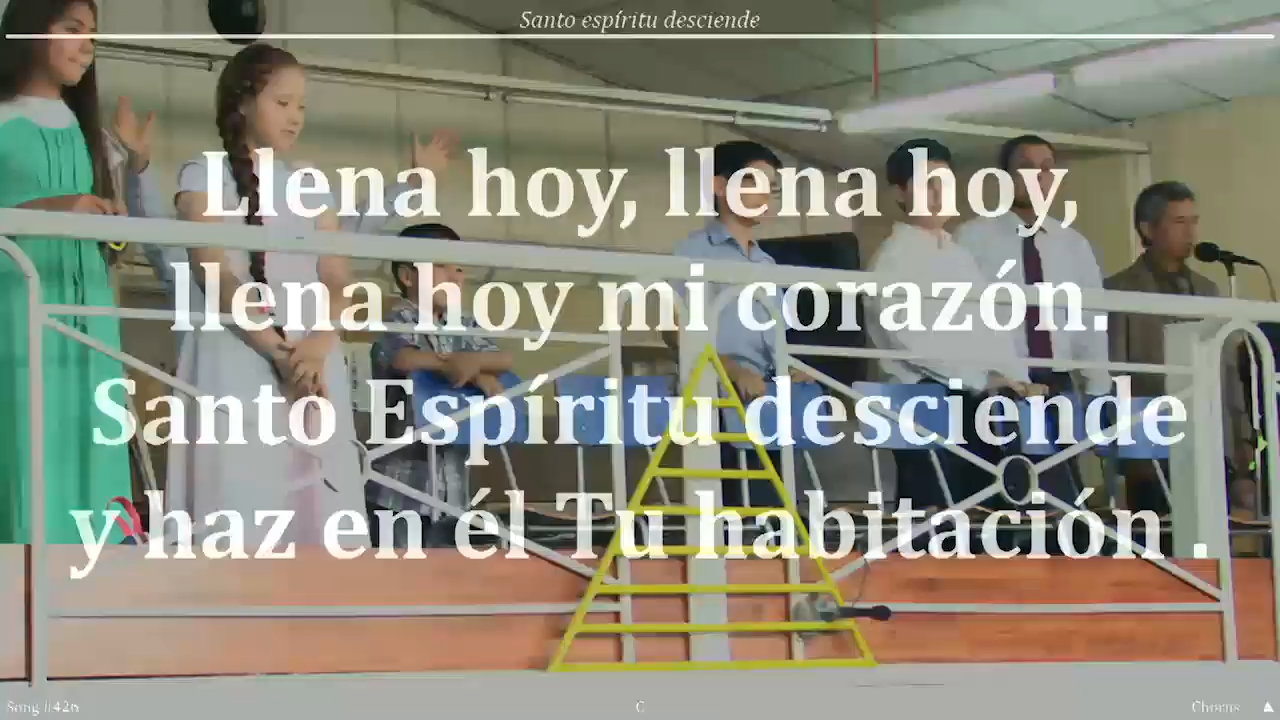 Santo espíritu desciende
Llena hoy, llena hoy,
llena hoy mi corazón.
Santo Espíritu desciende
y haz en él Tu habitación .
Song #426
C
Chorus